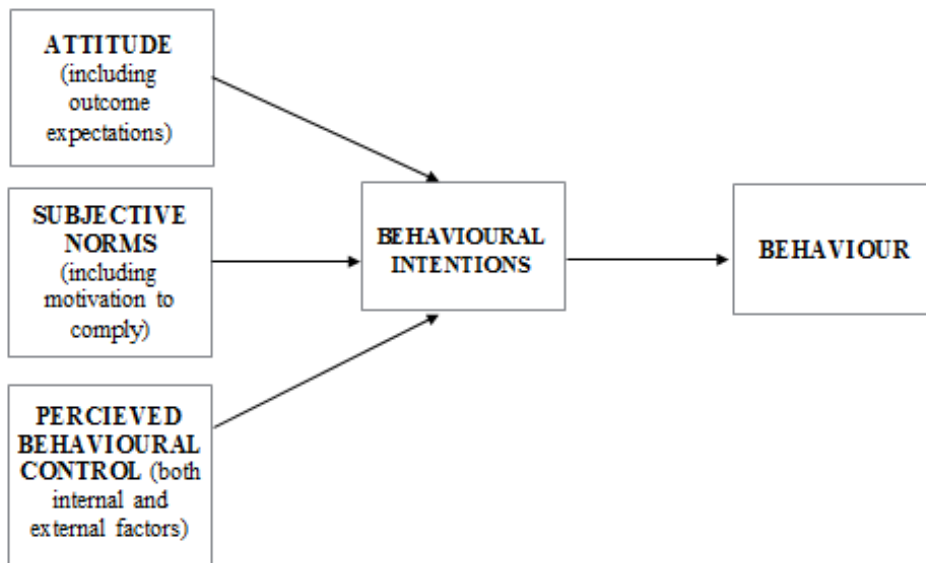 ATTITUDE
(including
outcome
expectations)
SUBJECTIVE
NORMS
(including
motivation to
comply)
PERCIEVED
BEHAVIOURAL
CONTROL (both
internal and
external factors)
BEHAVIOURAL
INTENTIONS
BEHAVIOUR